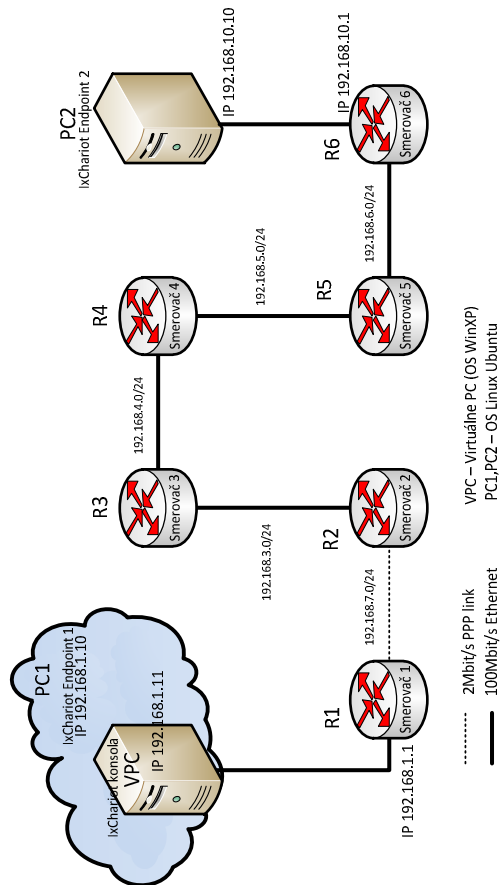 PC1
IxChariot Endpoint 1
IP 192.168.1.10
IxChariot konsola
VPC
IP 192.168.1.11
IP 192.168.1.1
R1
Smerovač 1
192.168.7.0/24
R2
Smerovač 2
192.168.3.0/24
R3
Smerovač 3
192.168.4.0/24
R4
Smerovač 4
192.168.5.0/24
R5
Smerovač 5
192.168.6.0/24
R6
Smerovač 6
IP 192.168.10.1
IP 192.168.10.10
PC2
IxChariot Endpoint 2
2Mbit/s PPP link
100Mbit/s Ethernet
VPC – Virtuálne PC (OS WinXP)
PC1,PC2 – OS Linux Ubuntu